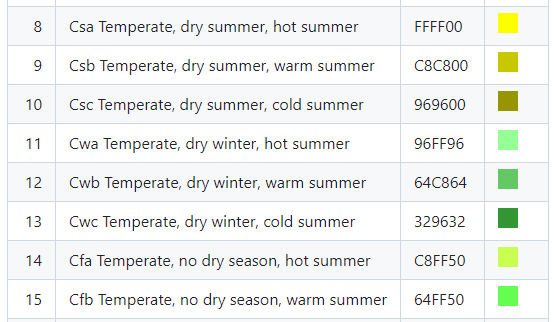 8 Csa Temperate, dry summer, hot summer FFFF00
9 Csb Temperate, dry summer, warm summer C8C800
10 Csc Temperate, dry summer, cold summer 969600
11 Cwa Temperate, dry winter, hot summer 96FF96
12 Cwb Temperate, dry winter, warm summer 64C864
13 Cwc Temperate, dry winter, cold summer 329632
14 Cfa Temperate, no dry season, hot summer C8FF50
15 Cfb Temperate, no dry season, warm summer 64FF50